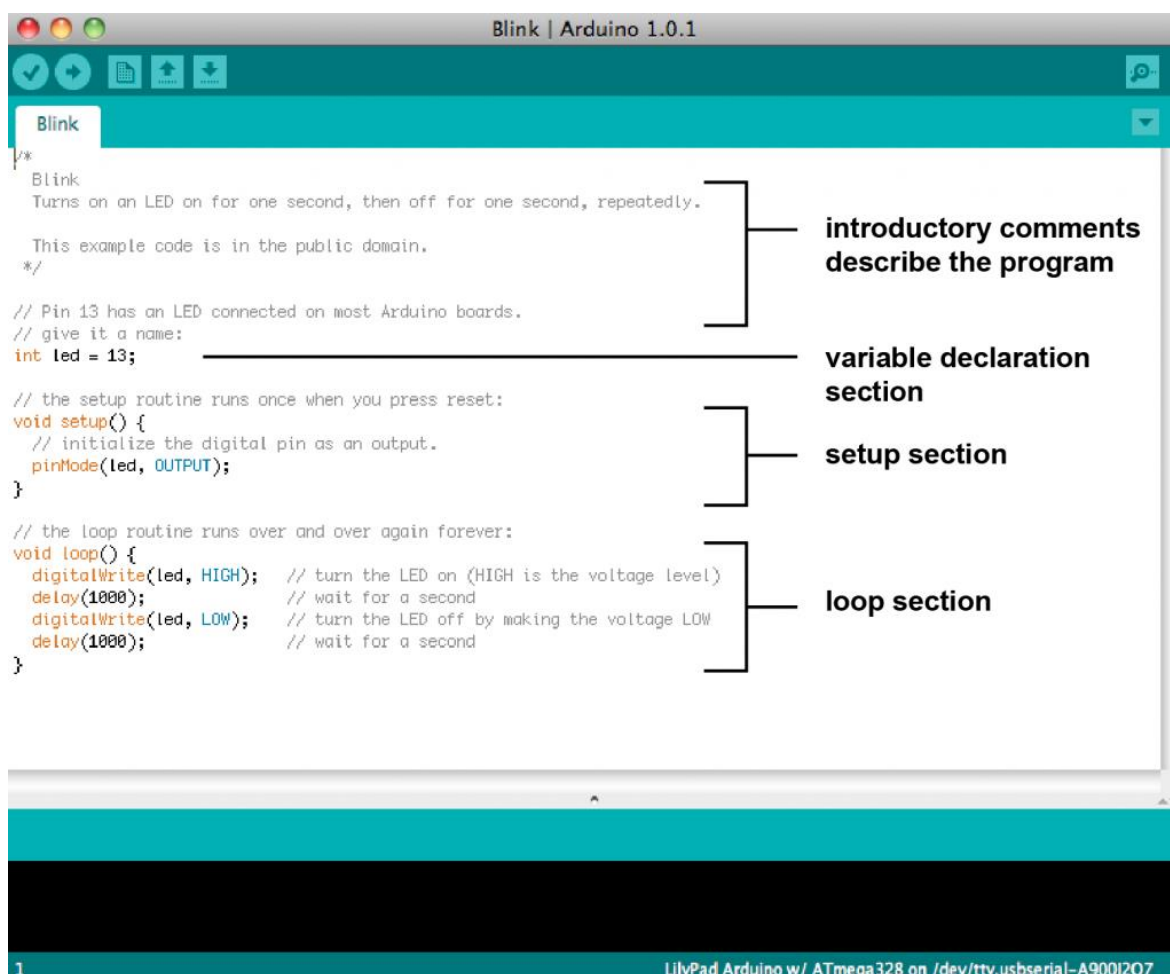 Blink | Arduino 1.0.1
Blink
/*
  Blink
  Turns on an LED on for one second, then off for one second, repeatedly.
  This example code is in the public domain.
 */
introductory comments
describe the program
// Pin 13 has an LED connected on most Arduino boards.
// give it a name:
int led = 13;
variable declaration
section
// the setup routine runs once when you press reset:
void setup() {
  // initialize the digital pin as an output.
  pinMode(led, OUTPUT);
}
setup section
// the loop routine runs over and over again forever:
void loop() {
  digitalWrite(led, HIGH);   // turn the LED on (HIGH is the voltage level)
  delay(1000);               // wait for a second
  digitalWrite(led, LOW);    // turn the LED off by making the voltage LOW
  delay(1000);               // wait for a second
}
loop section
1
LilyPad Arduino w/ ATmega328 on /dev/tty.usbserial-A900J2O7